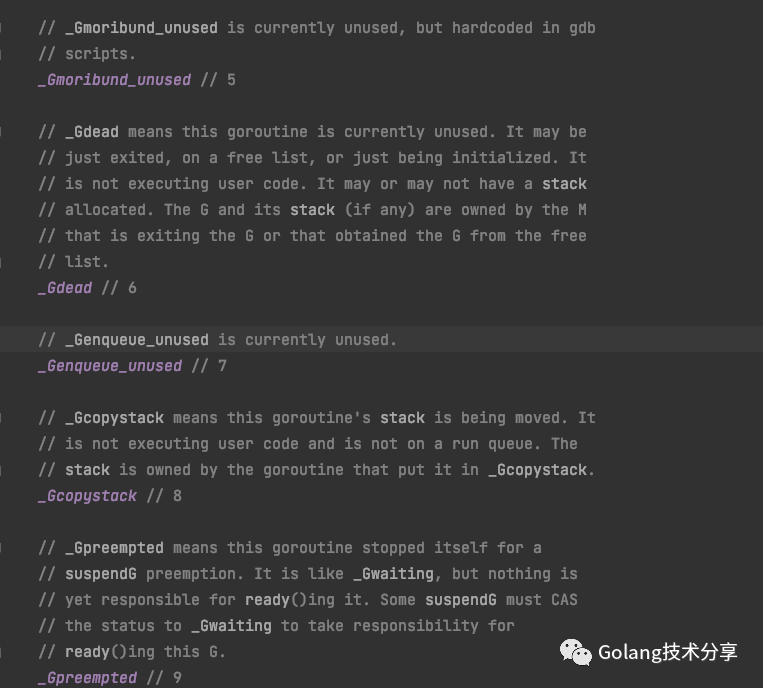 // _Gmoribund_unused is currently unused, but hardcoded in gdb
// scripts.
_Gmoribund_unused // 5
// _Gdead means this goroutine is currently unused. It may be
// just exited, on a free list, or just being initialized. It
// is not executing user code. It may or may not have a stack
// allocated. The G and its stack (if any) are owned by the M
// that is exiting the G or that obtained the G from the free
// list.
_Gdead // 6
// _Genqueue_unused is currently unused.
_Genqueue_unused // 7
// _Gcopystack means this goroutine's stack is being moved. It
// is not executing user code and is not on a run queue. The
// stack is owned by the goroutine that put it in _Gcopystack.
_Gcopystack // 8
// _Gpreempted means this goroutine stopped itself for a
// suspendG preemption. It is like _Gwaiting, but nothing is
// yet responsible for ready()ing it. Some suspendG must CAS
// the status to _Gwaiting to take responsibility for
// ready()ing this G.
_Gpreempted // 9
Golang技术分享